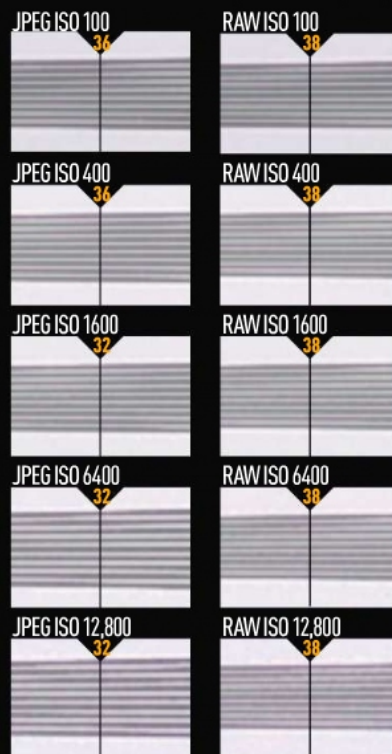 JPEG ISO 100
36
RAW ISO 100
38
JPEG ISO 400
36
RAW ISO 400
38
JPEG ISO 1600
32
RAW ISO 1600
38
JPEG ISO 6400
32
RAW ISO 6400
38
JPEG ISO 12,800
32
RAW ISO 12,800
38